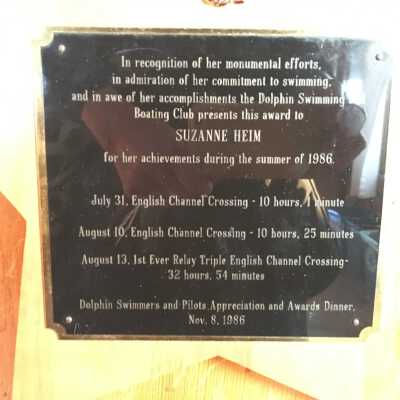 In recognition of her monumental efforts,
in admiration of her commitment to swimming,
and in awe of her accomplishments the Dolphin Swimming
Boating Club presents this award to
SUZANNE HEIM
for her achievements during the summer of 1986.
July 31, English Channel Crossing - 10 hours, 1 minute
August 10, English Channel Crossing - 10 hours, 25 minutes
August 13, 1st Ever Relay Triple English Channel Crossing-
32 hours, 54 minutes
Dolphin Swimmers and Pilots Appreciation and Awards Dinner,
Nov. 8, 1986